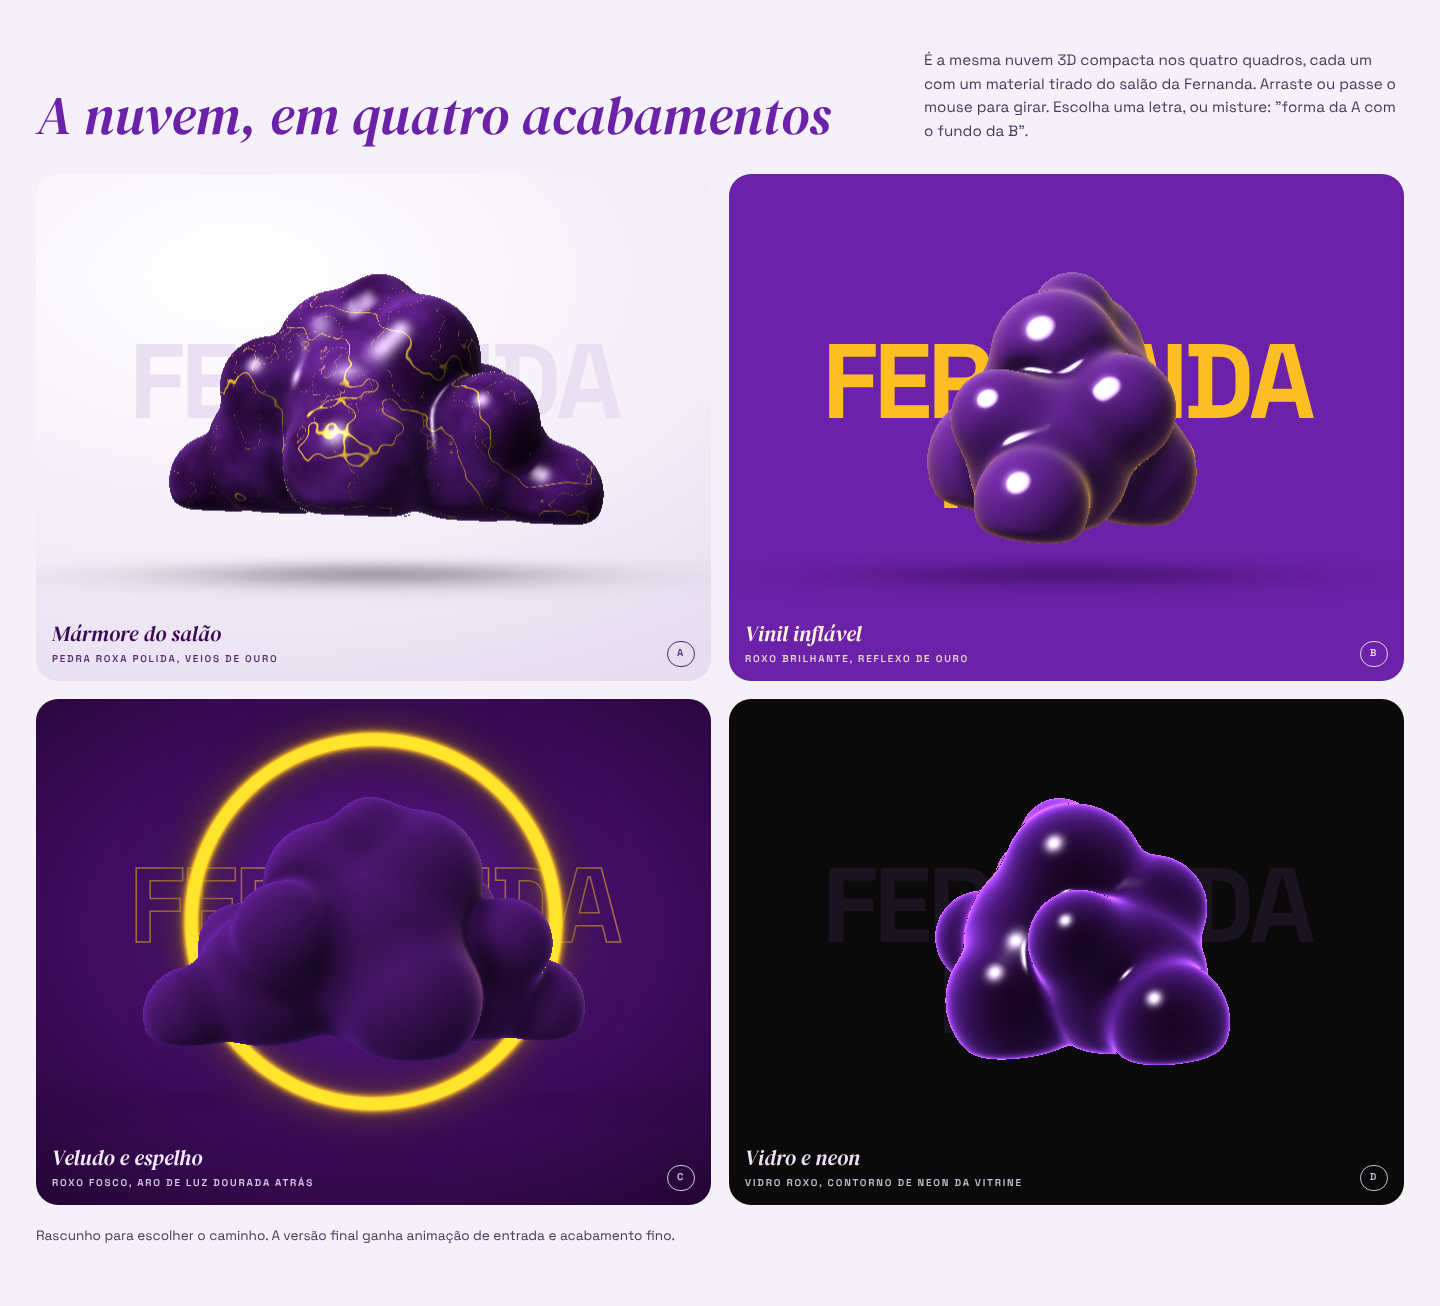 A nuvem, em quatro acabamentos
É a mesma nuvem 3D compacta nos quatro quadros, cada um
com um material tirado do salão da Fernanda. Arraste ou passe o
mouse para girar. Escolha uma letra, ou misture: ”forma da A com
o fundo da B”.
Mármore do salão
PEDRA ROXA POLIDA, VEIOS DE OURO
A
Vinil inflável
ROXO BRILHANTE, REFLEXO DE OURO
B
Veludo e espelho
ROXO FOSCO, ARO DE LUZ DOURADA ATRÁS
C
Vidro e neon
VIDRO ROXO, CONTORNO DE NEON DA VITRINE
D
Rascunho para escolher o caminho. A versão final ganha animação de entrada e acabamento fino.